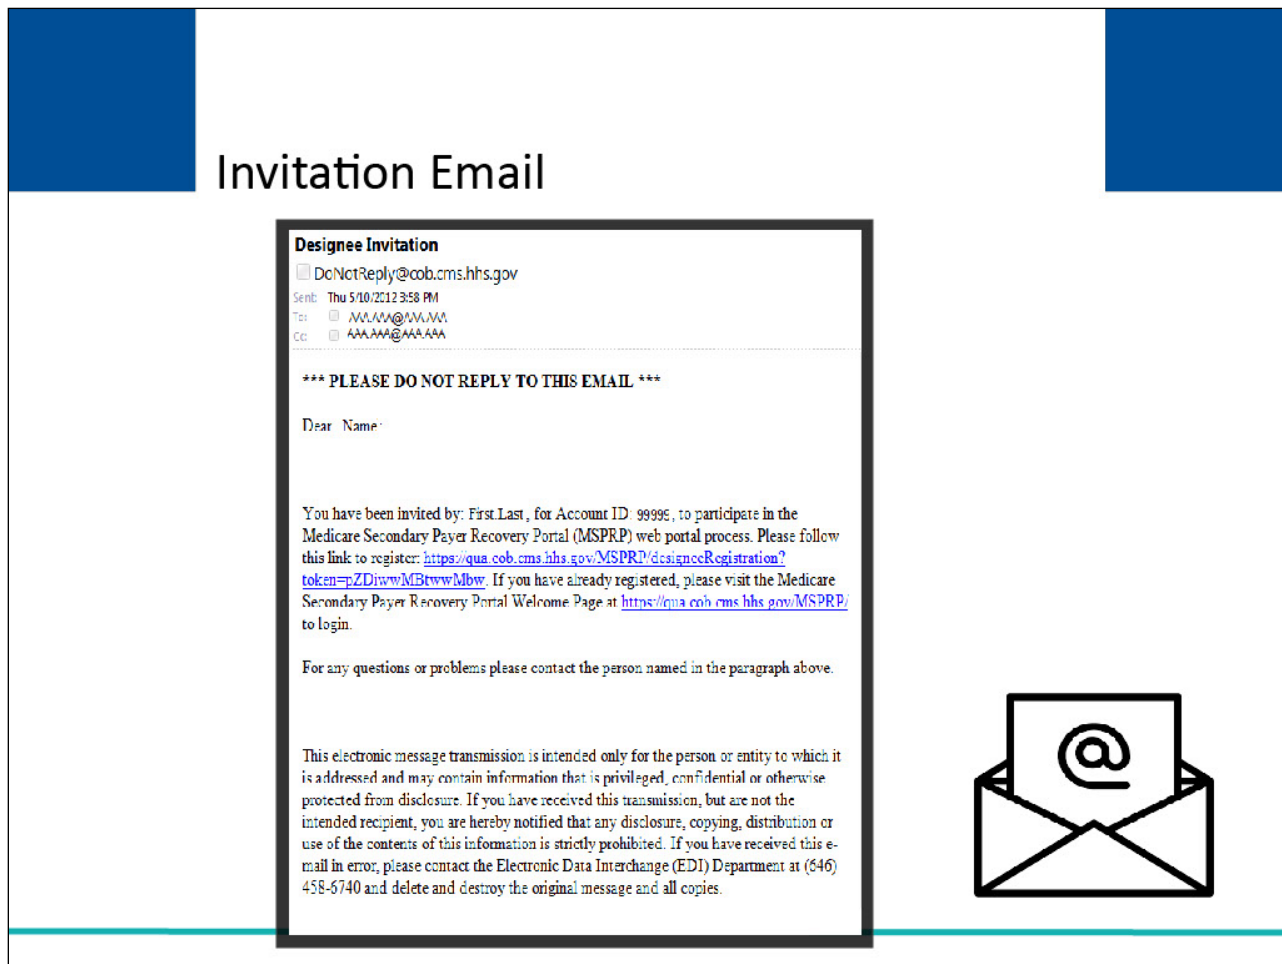 Invitation Email
Designee Invitation
DoNotReply@cob.cms.hhs.gov
Sent: Thu 5/10/2012 3:58 PM
To: AAA.AAA@AAA.AAA
Cc: AAA.AAA@AAA.AAA
*** PLEASE DO NOT REPLY TO THIS EMAIL ***
Dear Name:
You have been invited by: First.Last, for Account ID: 99999, to participate in the
Medicare Secondary Payer Recovery Portal (MSPRP) web portal process. Please follow
this link to register: https://qua.cob.cms.hhs.gov/MSPRP/designeeRegistration?
token=pZDiwwMBtwwMbw. If you have already registered, please visit the Medicare
Secondary Payer Recovery Portal Welcome Page at https://qua.cob.cms.hhs.gov/MSPRP/
to login.
For any questions or problems please contact the person named in the paragraph above.
This electronic message transmission is intended only for the person or entity to which it
is addressed and may contain information that is privileged, confidential or otherwise
protected from disclosure. If you have received this transmission, but are not the
intended recipient, you are hereby notified that any disclosure, copying, distribution or
use of the contents of this information is strictly prohibited. If you have received this e-
mail in error, please contact the Electronic Data Interchange (EDI) Department at (646)
458-6740 and delete and destroy the original message and all copies.
@